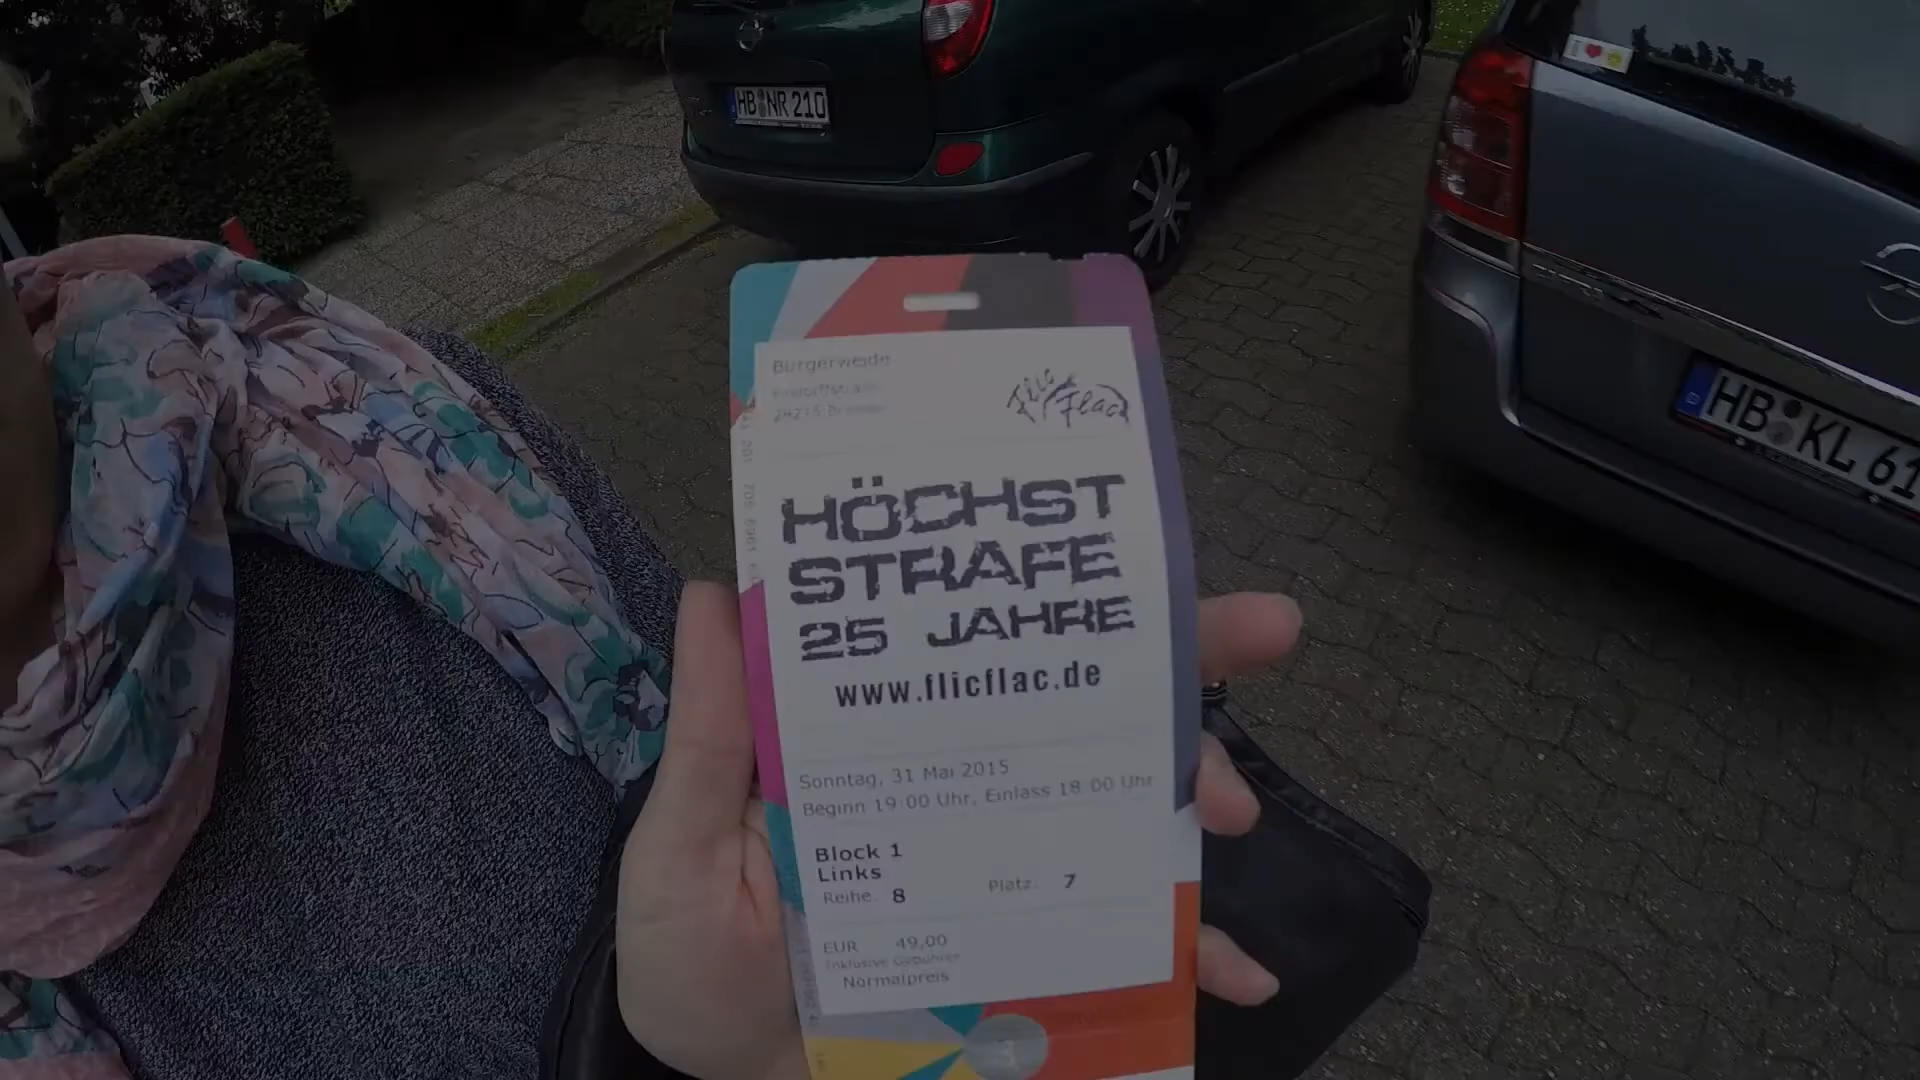 HB NR 210
HB KL 61
Bürgerweide
Flic Flac
HÖCHST
STRAFE
25 JAHRE
www.flicflac.de
Sonntag, 31 Mai 2015
Beginn 19:00 Uhr, Einlass 18:00 Uhr
Block 1
Links
Reihe: 8 Platz: 7
EUR 49,00
Inklusive Gebühren
Normalpreis